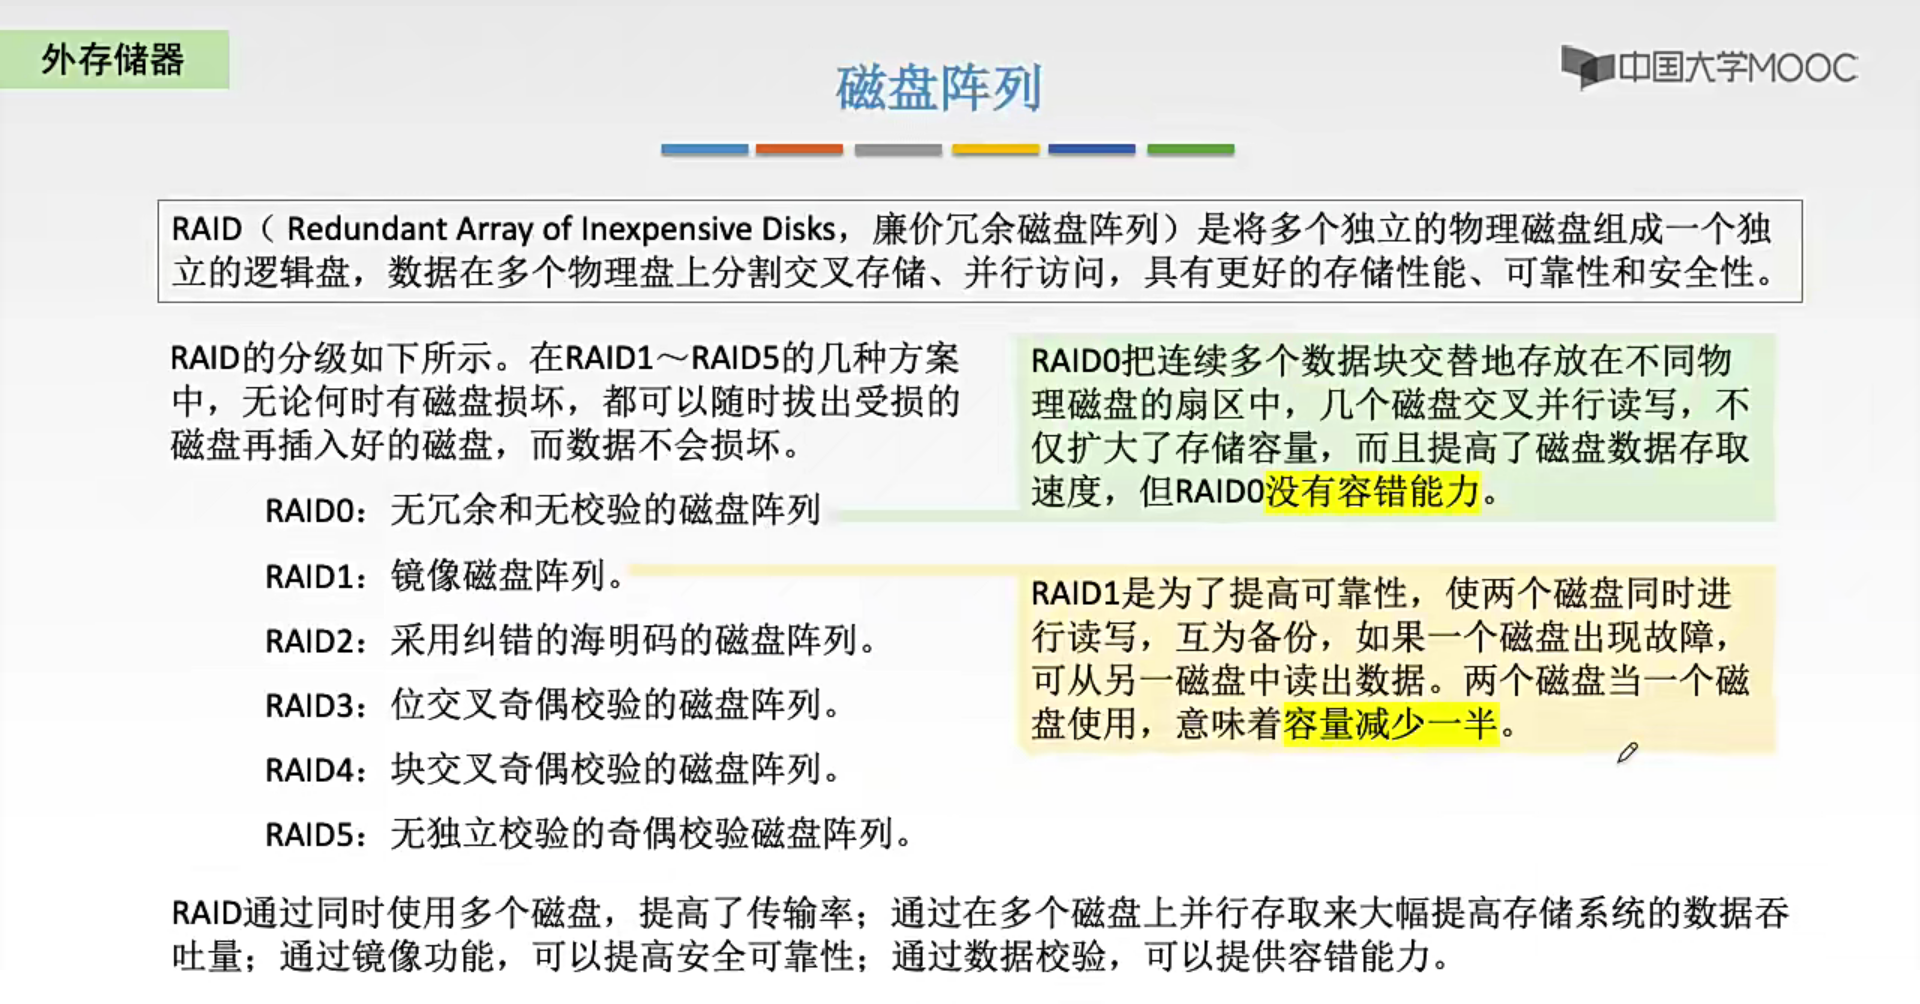 外存储器
中国大学MOOC
磁盘阵列
RAID（ Redundant Array of Inexpensive Disks，廉价冗余磁盘阵列）是将多个独立的物理磁盘组成一个独
立的逻辑盘，数据在多个物理盘上分割交叉存储、并行访问，具有更好的存储性能、可靠性和安全性。
RAID的分级如下所示。在RAID1～RAID5的几种方案
中，无论何时有磁盘损坏，都可以随时拔出受损的
磁盘再插入好的磁盘，而数据不会损坏。
RAID0：无冗余和无校验的磁盘阵列
RAID1：镜像磁盘阵列。
RAID2：采用纠错的海明码的磁盘阵列。
RAID3：位交叉奇偶校验的磁盘阵列。
RAID4：块交叉奇偶校验的磁盘阵列。
RAID5：无独立校验的奇偶校验磁盘阵列。
RAID0把连续多个数据块交替地存放在不同物
理磁盘的扇区中，几个磁盘交叉并行读写，不
仅扩大了存储容量，而且提高了磁盘数据存取
速度，但RAID0没有容错能力。
RAID1是为了提高可靠性，使两个磁盘同时进
行读写，互为备份，如果一个磁盘出现故障，
可从另一磁盘中读出数据。两个磁盘当一个磁
盘使用，意味着容量减少一半。
RAID通过同时使用多个磁盘，提高了传输率；通过在多个磁盘上并行存取来大幅提高存储系统的数据吞
吐量；通过镜像功能，可以提高安全可靠性；通过数据校验，可以提供容错能力。